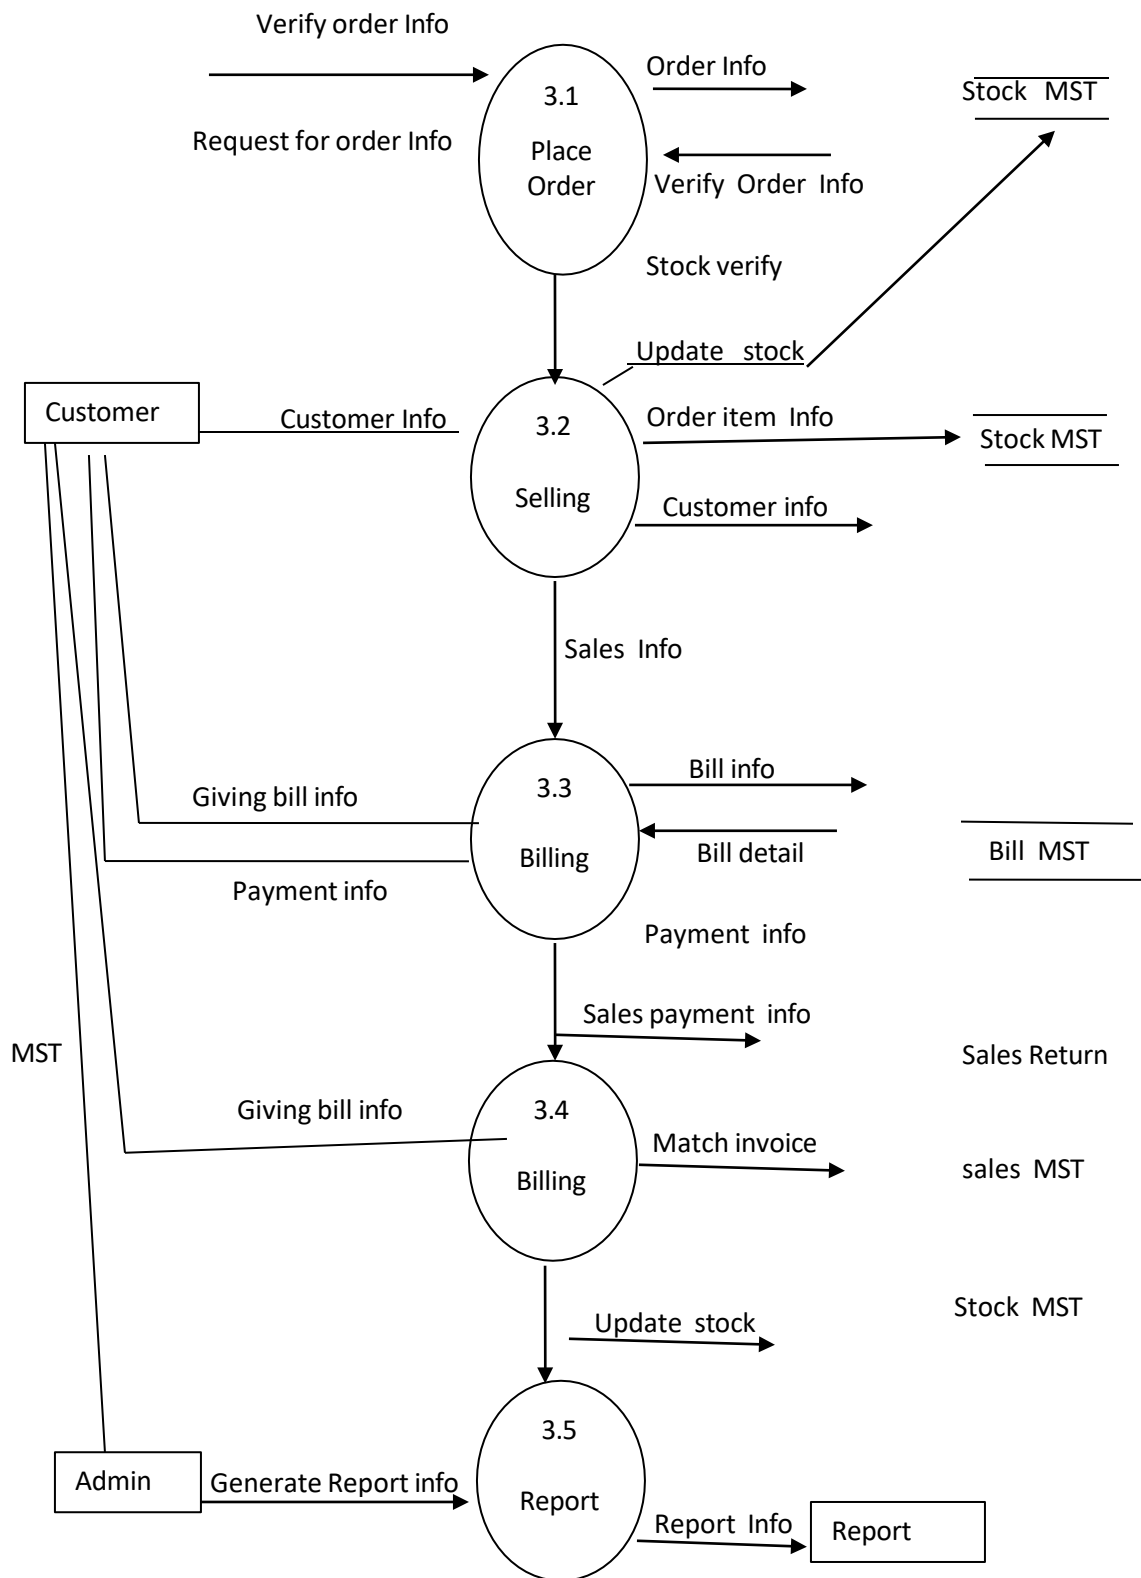 Verify order Info
Order Info
3.1
Stock MST
Request for order Info
Place
Order
Verify Order Info
Stock verify
Update stock
Customer
Customer Info
3.2
Order item Info
Stock MST
Selling
Customer info
Sales Info
Bill info
3.3
Giving bill info
Billing
Bill detail
Bill MST
Payment info
Payment info
Sales payment info
MST
Sales Return
Giving bill info
3.4
Match invoice
Billing
sales MST
Stock MST
Update stock
3.5
Admin
Generate Report info
Report
Report Info
Report